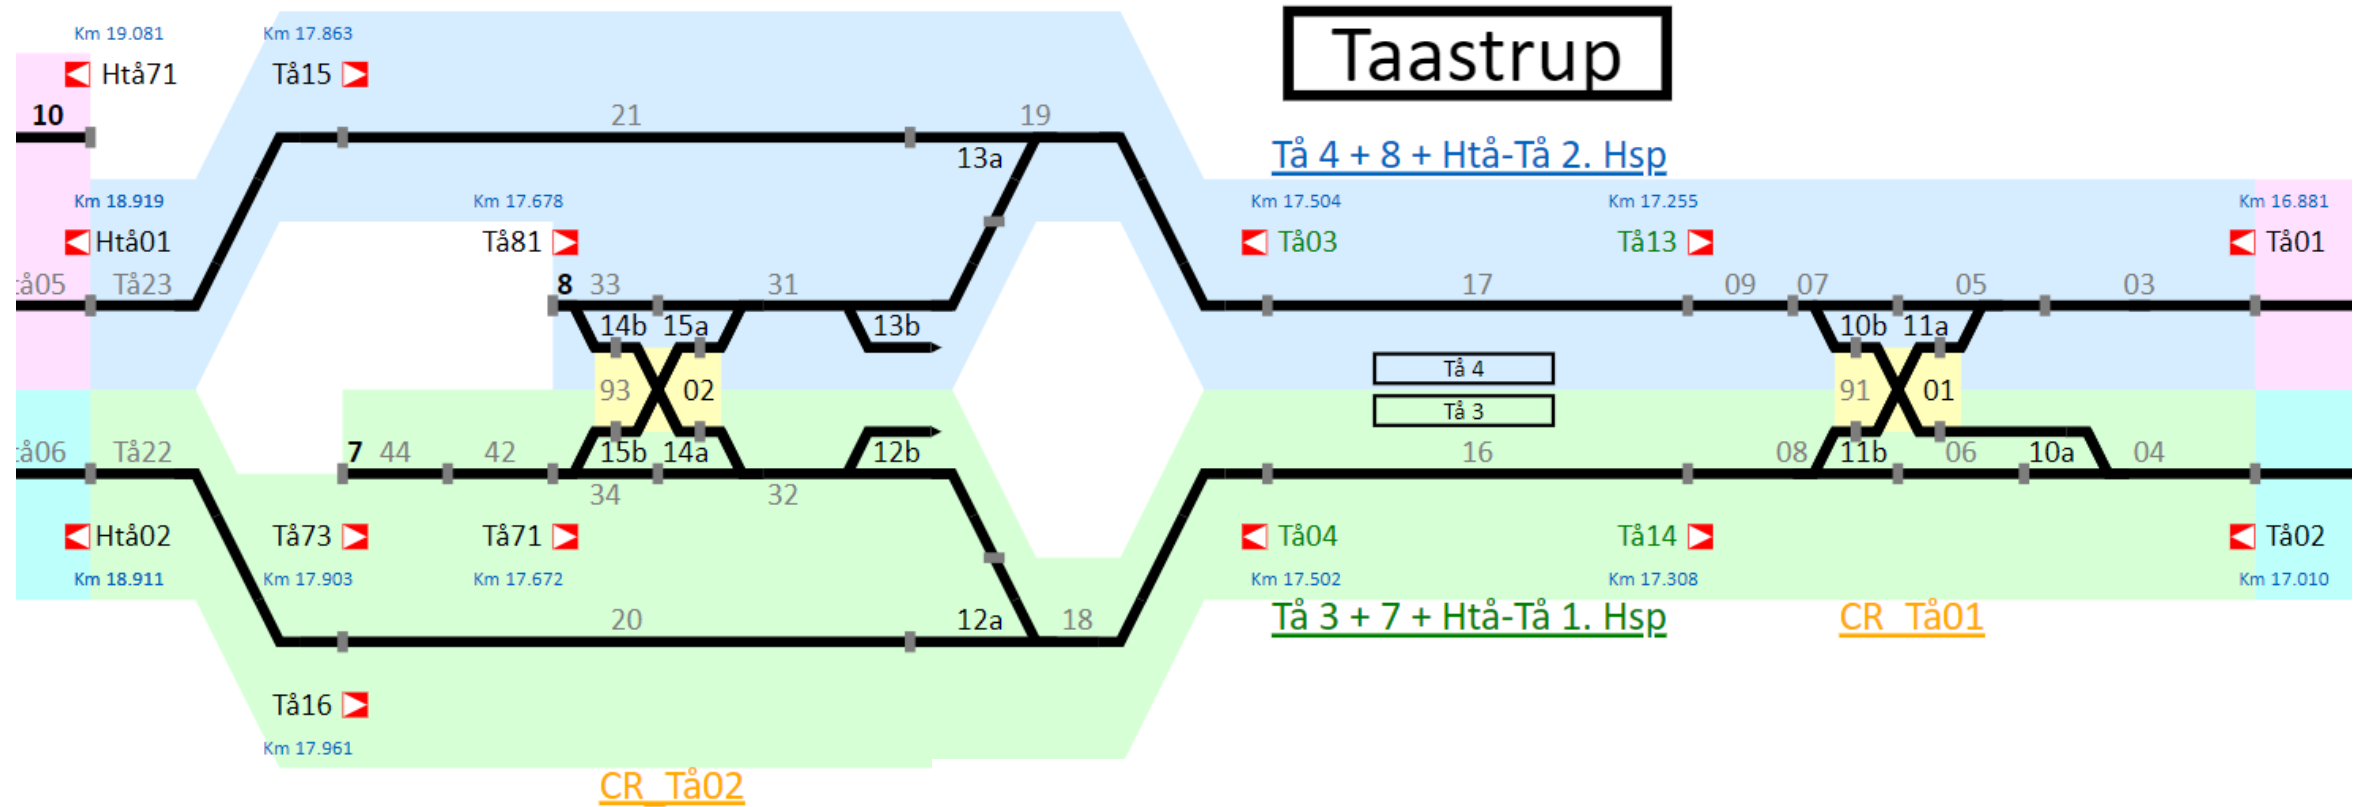 Taastrup
Km 19.081
Km 17.863
Htå71
Tå15
10
21
19
13a
Tå 4 + 8 + Htå-Tå 2. Hsp
Km 18.919
Km 17.678
Km 17.504
Km 17.255
Km 16.881
Htå01
Tå81
Tå03
Tå13
Tå01
tå05
Tå23
8
33
31
17
09
07
05
03
14b
15a
13b
10b
11a
Tå 4
93
02
91
01
Tå 3
tå06
Tå22
7
44
42
15b
14a
12b
16
08
11b
06
10a
04
34
32
Htå02
Tå73
Tå71
Tå04
Tå14
Tå02
Km 18.911
Km 17.903
Km 17.672
Km 17.502
Km 17.308
Km 17.010
20
12a
18
Tå 3 + 7 + Htå-Tå 1. Hsp
CR_Tå01
Tå16
Km 17.961
CR_Tå02